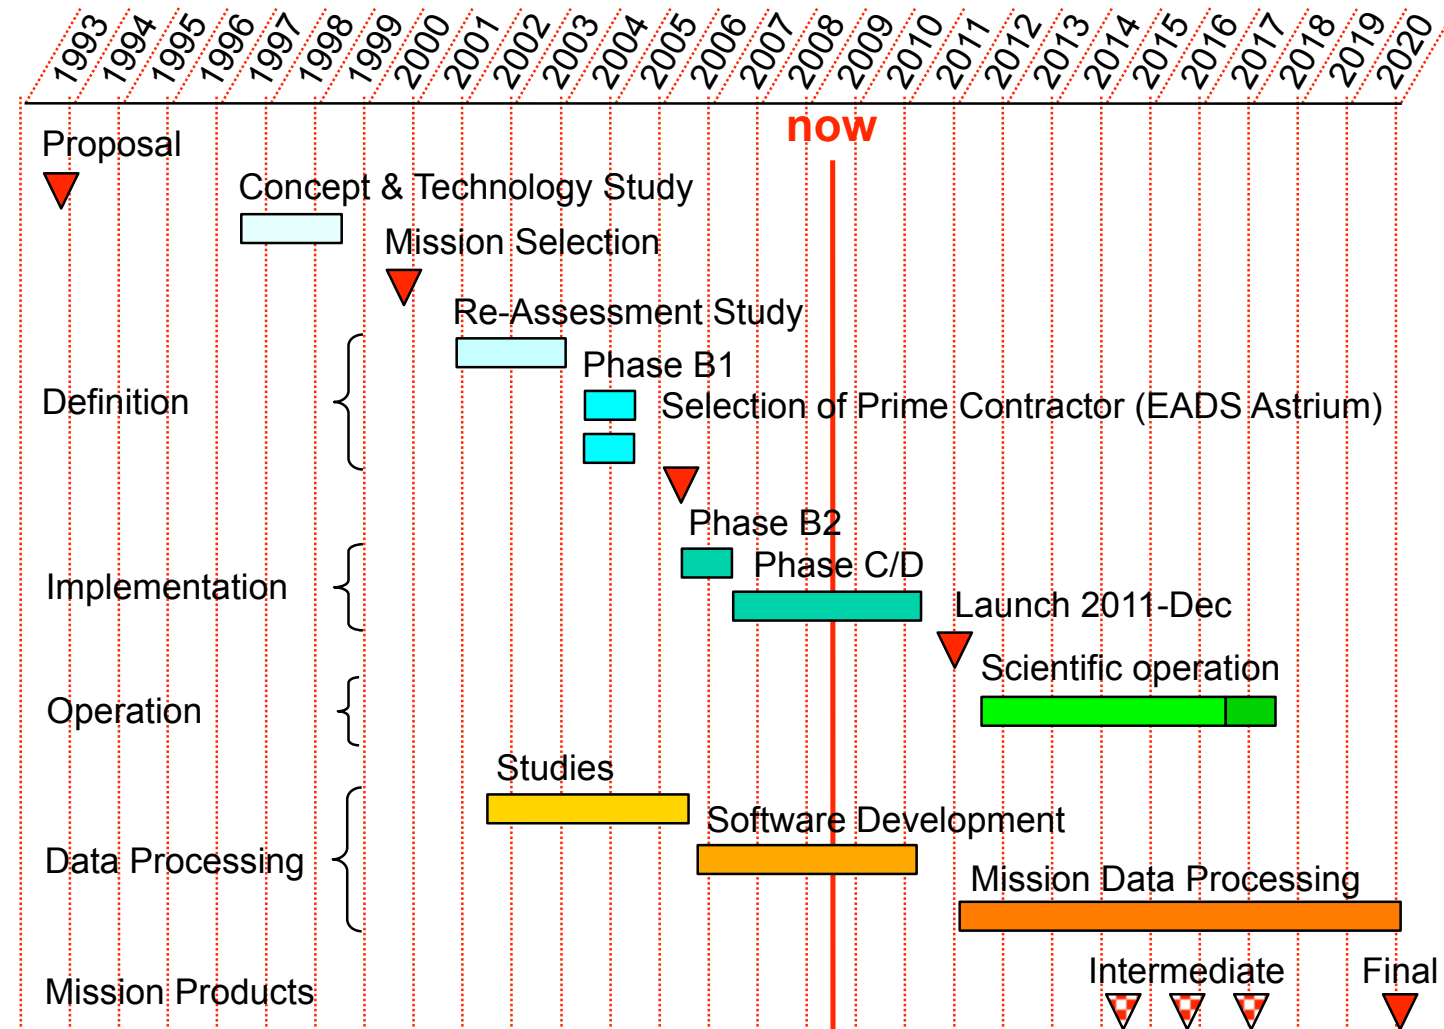 1993 1994 1995 1996 1997 1998 1999 2000 2001 2002 2003 2004 2005 2006 2007 2008 2009 2010 2011 2012 2013 2014 2015 2016 2017 2018 2019 2020
now
Proposal
Concept & Technology Study
Mission Selection
Re-Assessment Study
Phase B1
Definition
Selection of Prime Contractor (EADS Astrium)
Phase B2
Phase C/D
Implementation
Launch 2011-Dec
Scientific operation
Operation
Studies
Software Development
Data Processing
Mission Data Processing
Intermediate
Final
Mission Products